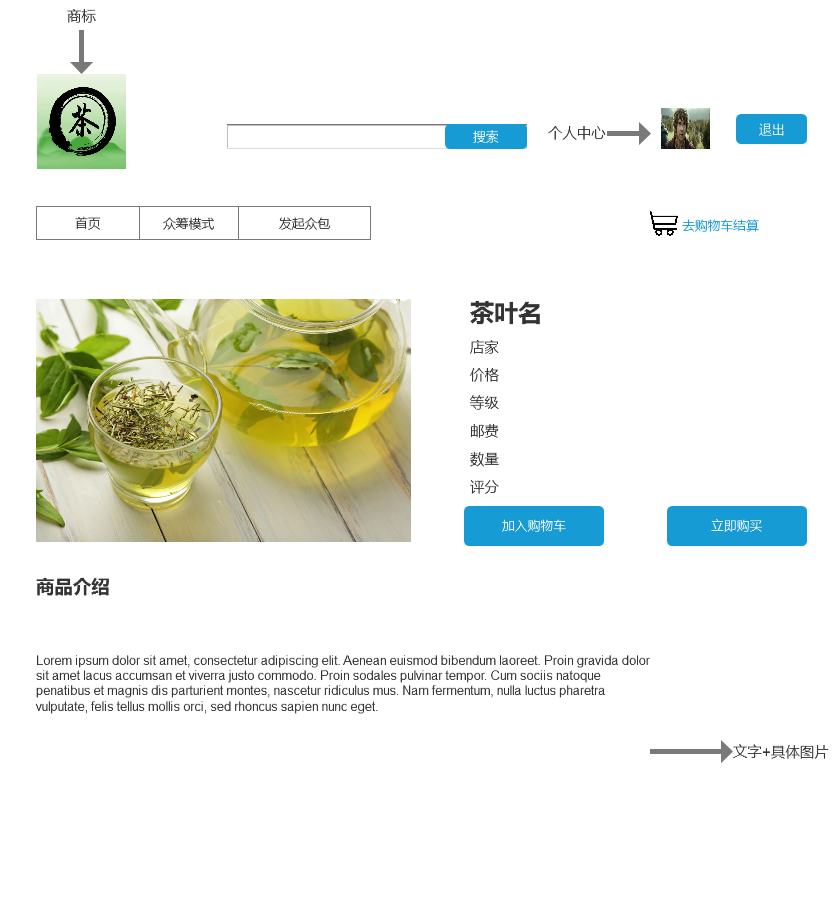 商标
茶
搜索
个人中心
退出
首页
众筹模式
发起众包
去购物车结算
茶叶名
店家
价格
等级
邮费
数量
评分
加入购物车
立即购买
商品介绍
Lorem ipsum dolor sit amet, consectetur adipiscing elit. Aenean euismod bibendum laoreet. Proin gravida dolor
sit amet lacus accumsan et viverra justo commodo. Proin sodales pulvinar tempor. Cum sociis natoque
penatibus et magnis dis parturient montes, nascetur ridiculus mus. Nam fermentum, nulla luctus pharetra
vulputate, felis tellus mollis orci, sed rhoncus sapien nunc eget.
文字+具体图片